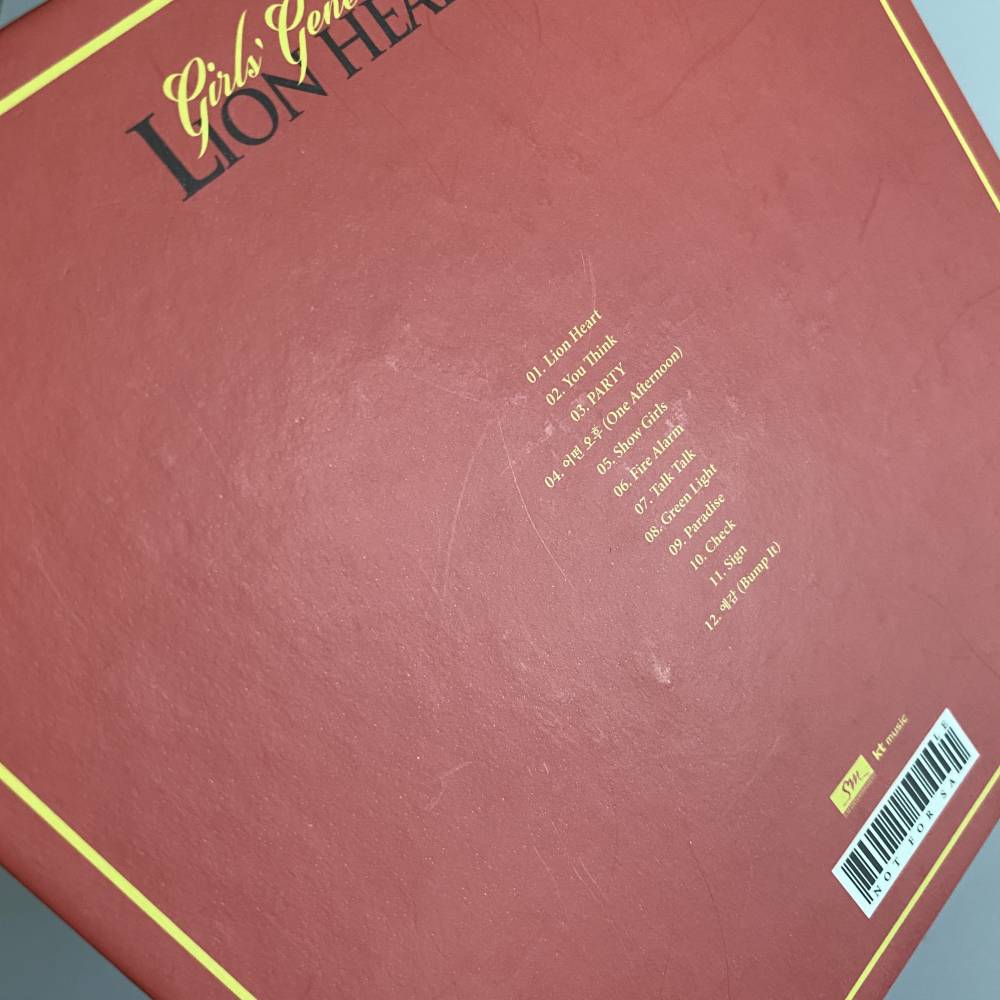 Girls' Gene
LION HEA
01. Lion Heart
02. You Think
03. PARTY
04. 어떤 오후 (One Afternoon)
05. Show Girls
06. Fire Alarm
07. Talk Talk
08. Green Light
09. Paradise
10. Check
11. Sign
12. 예감 (Bump It)
SM
kt music
NOT FOR SALE